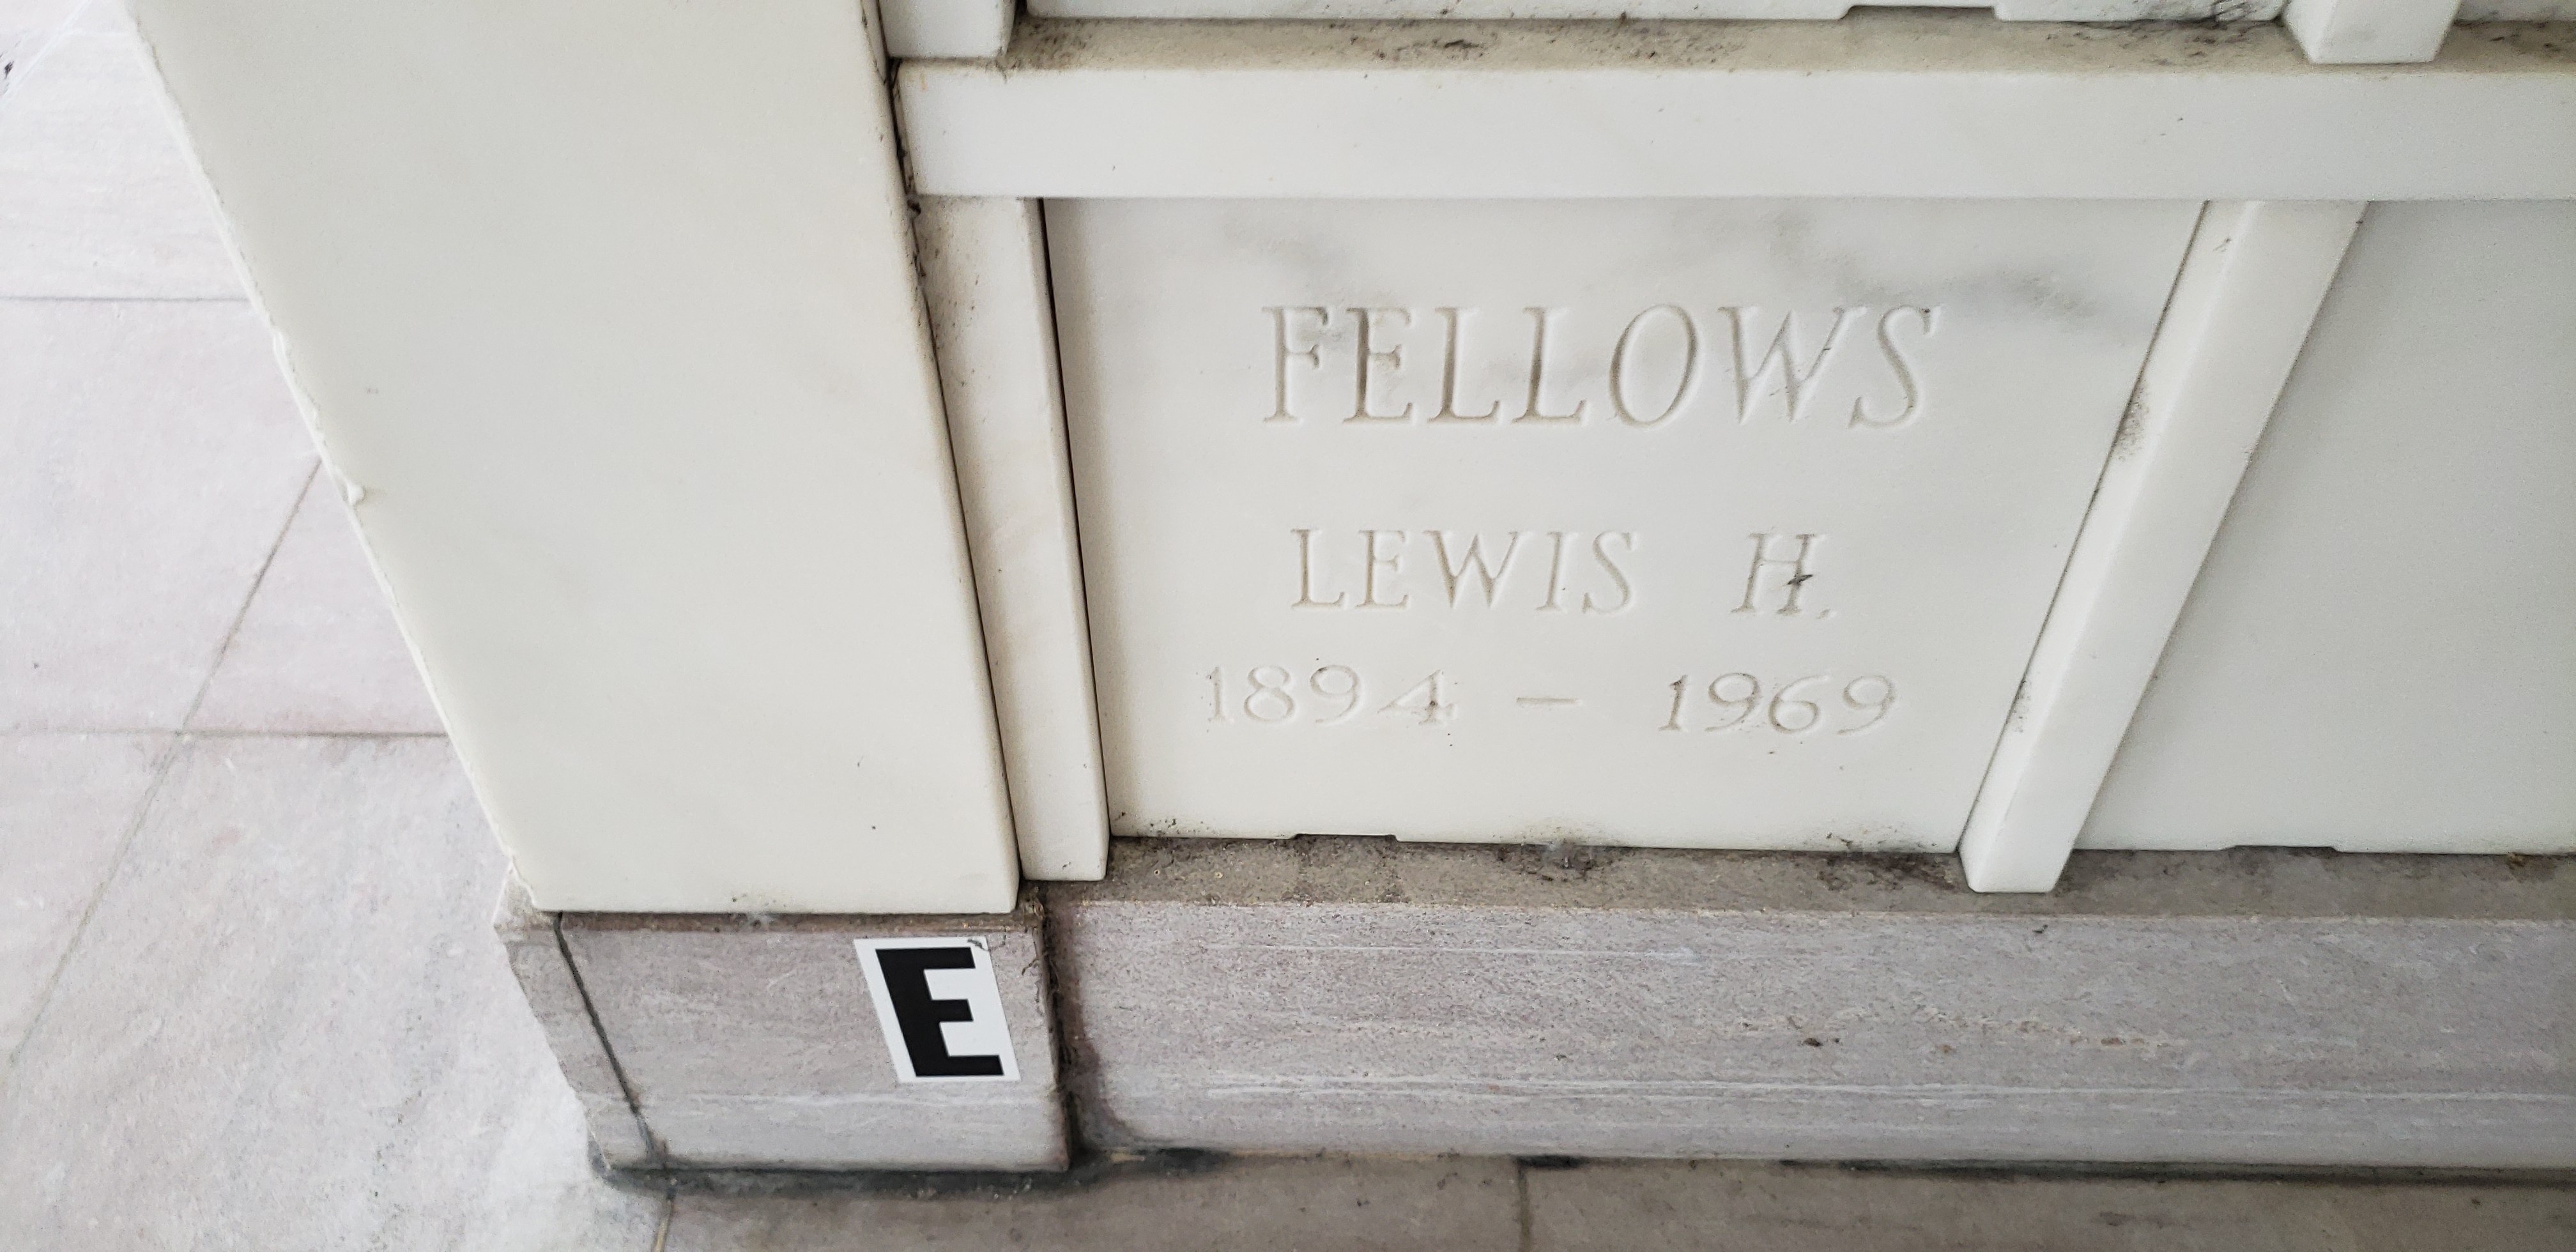 FELLOWS
LEWIS H.
1894 – 1969
E